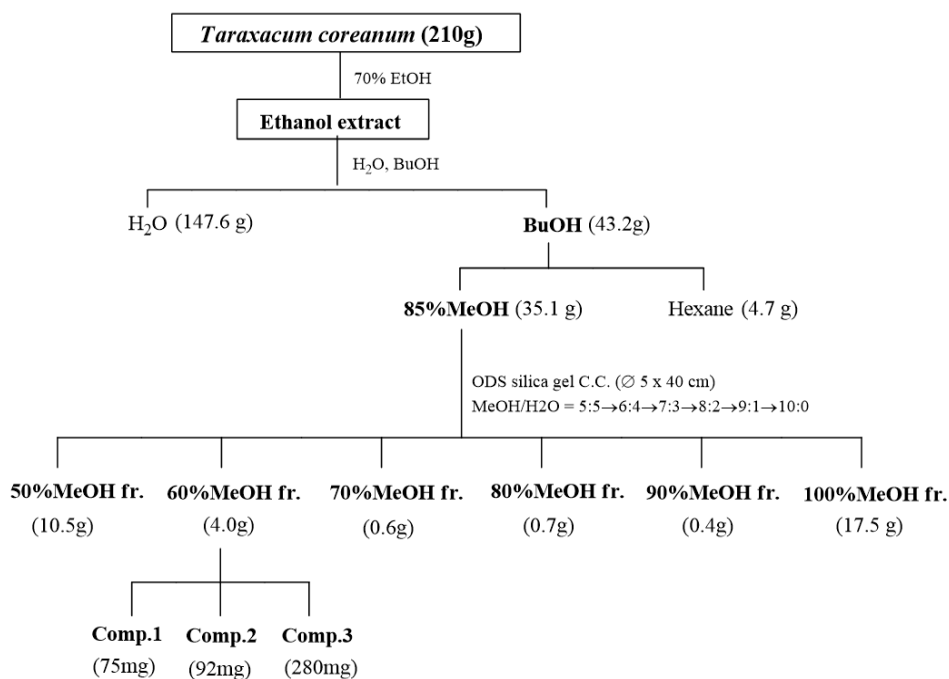 Taraxacum coreanum (210g)
70% EtOH
Ethanol extract
H₂O, BuOH
H₂O (147.6 g)
BuOH (43.2g)
85%MeOH (35.1 g)
Hexane (4.7 g)
ODS silica gel C.C. (∅ 5 x 40 cm)
MeOH/H2O = 5:5→6:4→7:3→8:2→9:1→10:0
50%MeOH fr.
60%MeOH fr.
70%MeOH fr.
80%MeOH fr.
90%MeOH fr.
100%MeOH fr.
(10.5g)
(4.0g)
(0.6g)
(0.7g)
(0.4g)
(17.5 g)
Comp.1
Comp.2
Comp.3
(75mg)
(92mg)
(280mg)